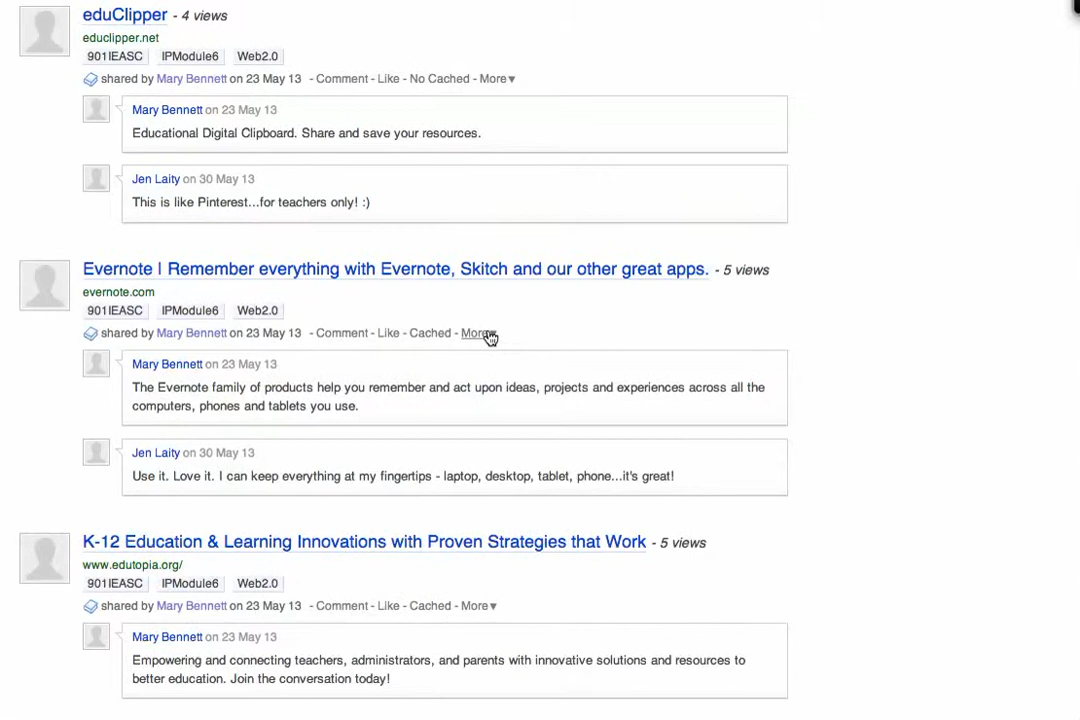 eduClipper - 4 views
educlipper.net
901IEASC IPModule6 Web2.0
shared by Mary Bennett on 23 May 13 - Comment - Like - No Cached - More▼
Mary Bennett on 23 May 13
Educational Digital Clipboard. Share and save your resources.
Jen Laity on 30 May 13
This is like Pinterest...for teachers only! :)
Evernote | Remember everything with Evernote, Skitch and our other great apps. - 5 views
evernote.com
901IEASC IPModule6 Web2.0
shared by Mary Bennett on 23 May 13 - Comment - Like - Cached - More▼
Mary Bennett on 23 May 13
The Evernote family of products help you remember and act upon ideas, projects and experiences across all the
computers, phones and tablets you use.
Jen Laity on 30 May 13
Use it. Love it. I can keep everything at my fingertips - laptop, desktop, tablet, phone...it's great!
K-12 Education & Learning Innovations with Proven Strategies that Work - 5 views
www.edutopia.org/
901IEASC IPModule6 Web2.0
shared by Mary Bennett on 23 May 13 - Comment - Like - Cached - More▼
Mary Bennett on 23 May 13
Empowering and connecting teachers, administrators, and parents with innovative solutions and resources to
better education. Join the conversation today!